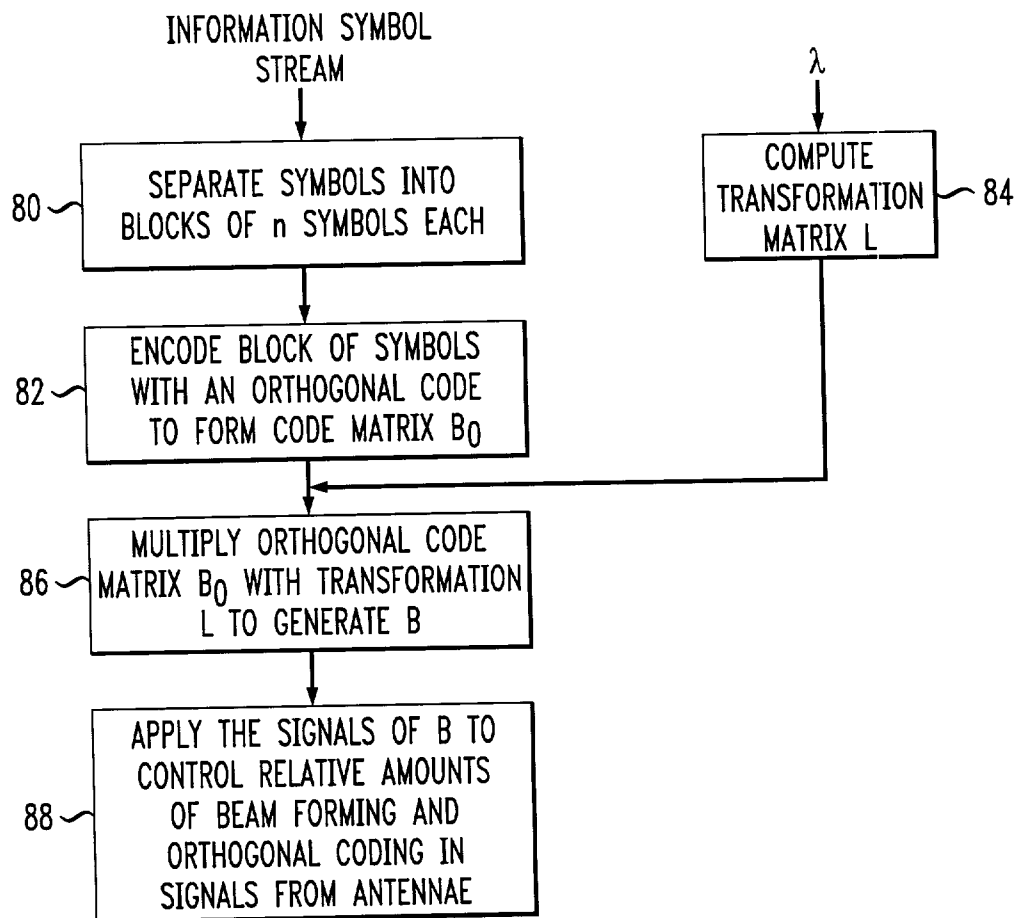 INFORMATION SYMBOL
STREAM
λ
80
SEPARATE SYMBOLS INTO
BLOCKS OF n SYMBOLS EACH
COMPUTE
TRANSFORMATION
MATRIX L
84
82
ENCODE BLOCK OF SYMBOLS
WITH AN ORTHOGONAL CODE
TO FORM CODE MATRIX B0
86
MULTIPLY ORTHOGONAL CODE
MATRIX B0 WITH TRANSFORMATION
L TO GENERATE B
88
APPLY THE SIGNALS OF B TO
CONTROL RELATIVE AMOUNTS
OF BEAM FORMING AND
ORTHOGONAL CODING IN
SIGNALS FROM ANTENNAE